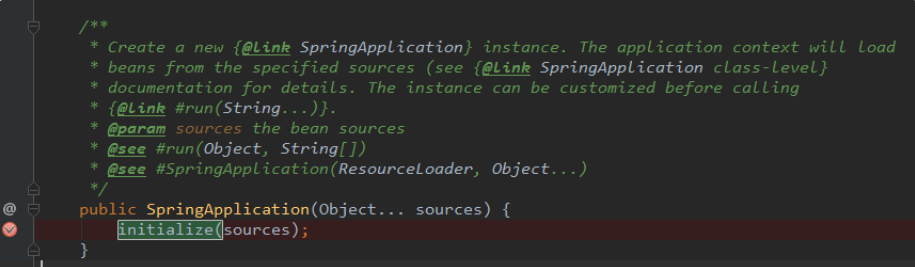 /**
* Create a new {@link SpringApplication} instance. The application context will load
* beans from the specified sources (see {@link SpringApplication class-level}
* documentation for details. The instance can be customized before calling
* {@link #run(String...)}.
* @param sources the bean sources
* @see #run(Object, String[])
* @see #SpringApplication(ResourceLoader, Object...)
*/
@ public SpringApplication(Object... sources) {
initialize(sources);
}